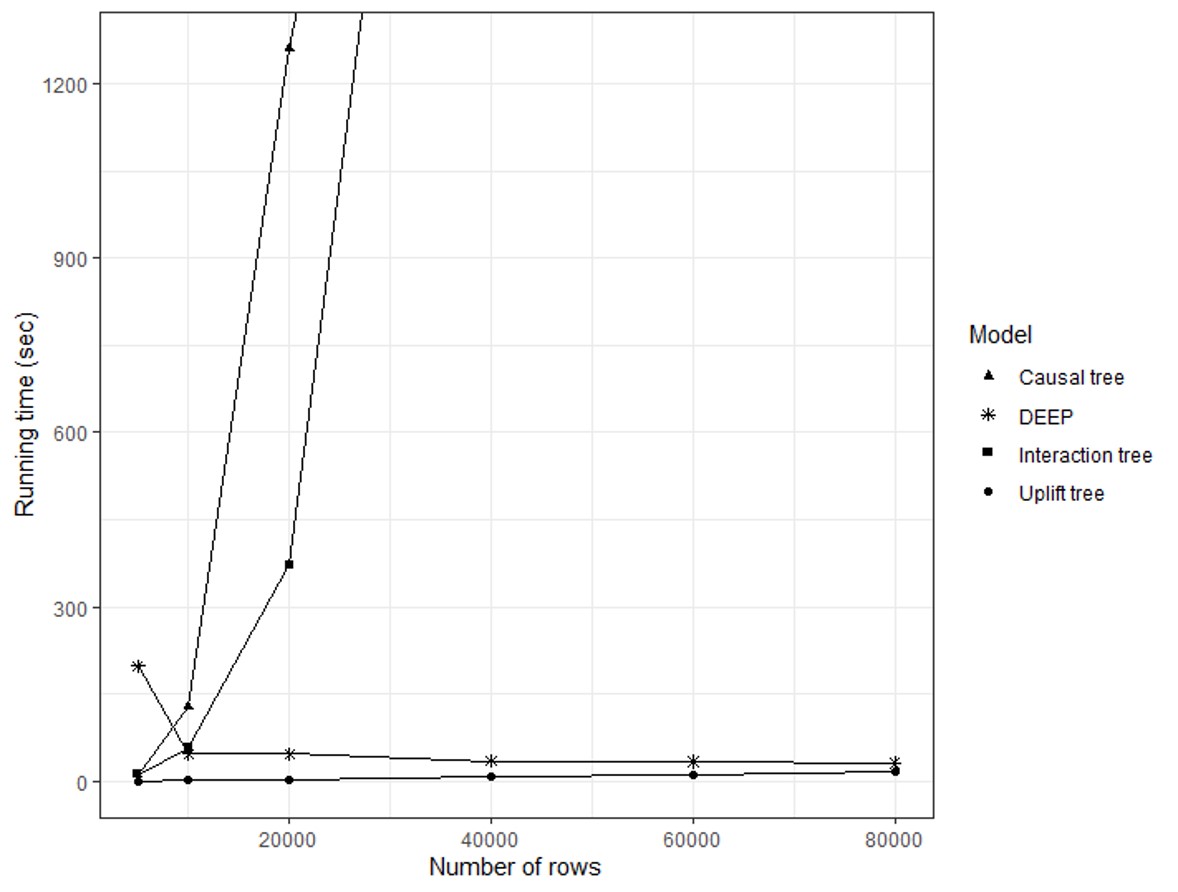 1200
900
600
300
0
Running time (sec)
20000 40000 60000 80000
Number of rows
Model
Causal tree
DEEP
Interaction tree
Uplift tree